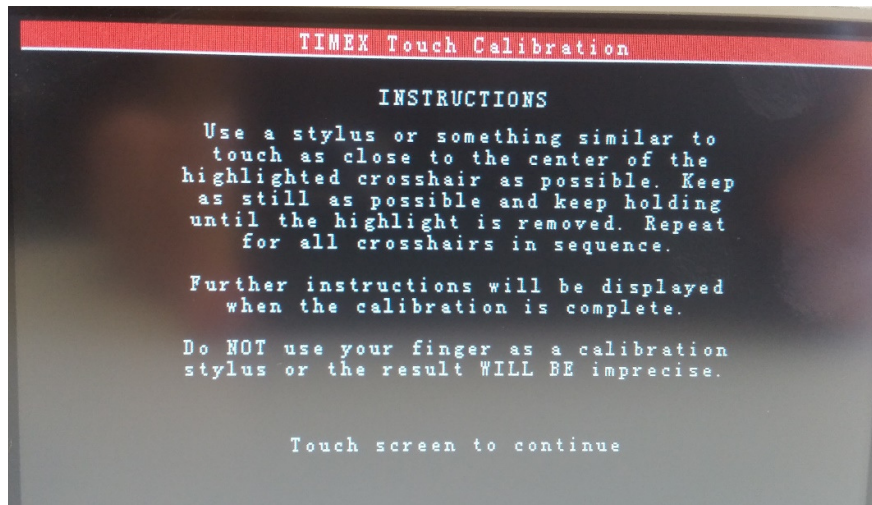 TIMEX Touch Calibration
INSTRUCTIONS
Use a stylus or something similar to
touch as close to the center of the
highlighted crosshair as possible. Keep
as still as possible and keep holding
until the highlight is removed. Repeat
for all crosshairs in sequence.
Further instructions will be displayed
when the calibration is complete.
Do NOT use your finger as a calibration
stylus or the result WILL BE imprecise.
Touch screen to continue